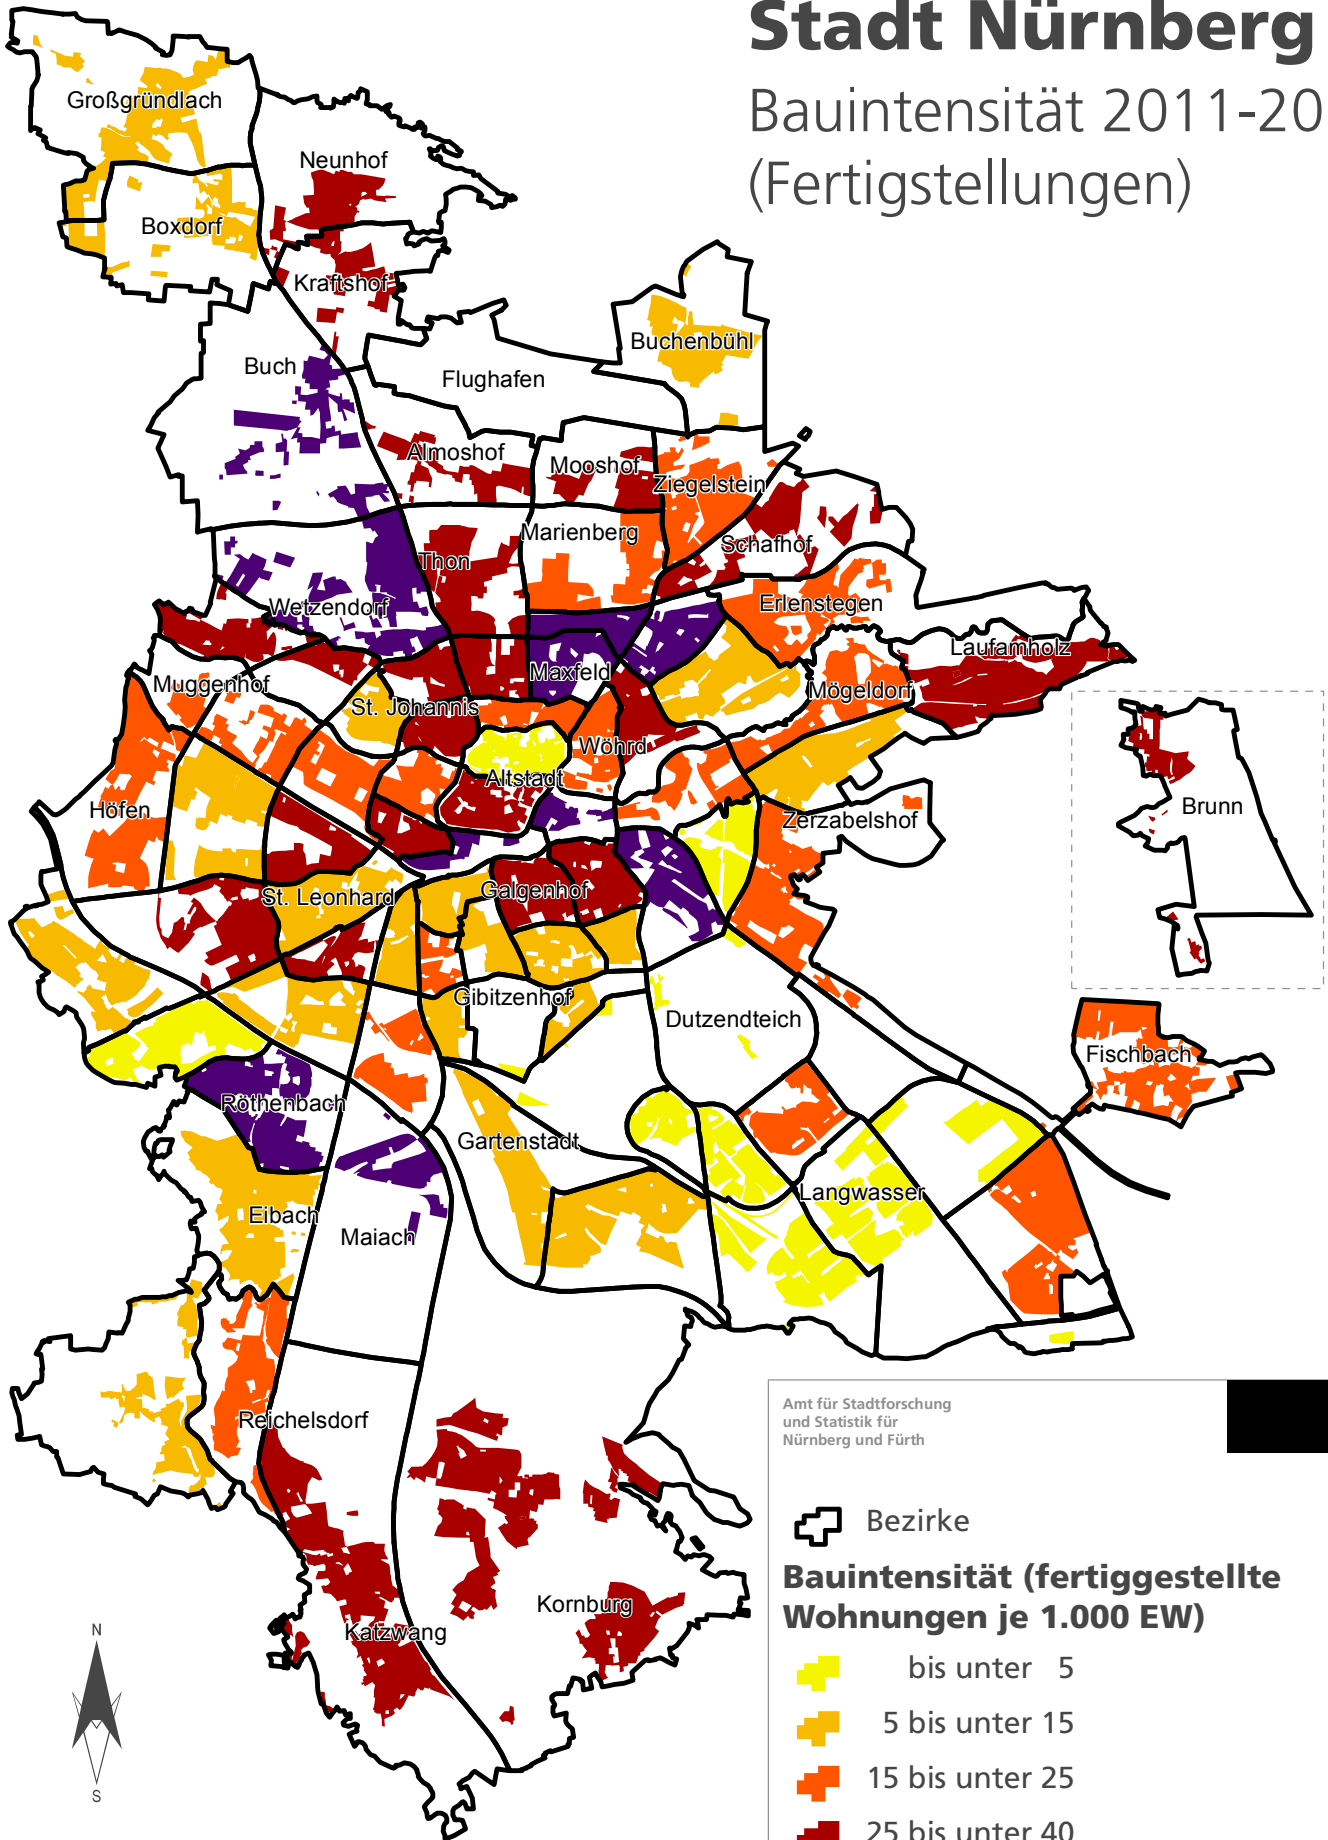 Stadt Nürnberg
Bauintensität 2011-20
(Fertigstellungen)
Großgründlach
Neunhof
Boxdorf
Kraftshof
Buchenbühl
Buch
Flughafen
Almoshof
Mooshof
Ziegelstein
Marienberg
Schafhof
Thon
Wetzendorf
Erlenstegen
Laufamholz
Maxfeld
Muggenhof
Mögeldorf
St. Johannis
Wöhrd
Altstadt
Höfen
Zerzabelshof
Brunn
St. Leonhard
Galgenhof
Gibitzenhof
Dutzendteich
Fischbach
Röthenbach
Gartenstadt
Langwasser
Eibach
Maiach
Reichelsdorf
Kornburg
Katzwang
N
S
Amt für Stadtforschung
und Statistik für
Nürnberg und Fürth
Bezirke
Bauintensität (fertiggestellte
Wohnungen je 1.000 EW)
bis unter 5
5 bis unter 15
15 bis unter 25
25 bis unter 40